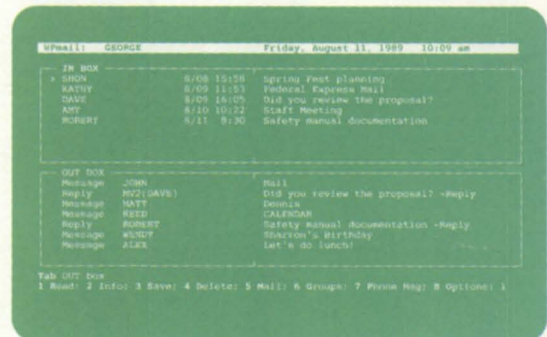 WPmail: GEORGE Friday, August 11, 1989 10:09 am
IN BOX
> SHON 8/08 15:58 Spring Fest planning
KATHY 8/09 11:53 Federal Express Mail
DAVE 8/09 16:05 Did you review the proposal?
AMY 8/10 10:22 Staff Meeting
ROBERT 8/11 8:30 Safety manual documentation
OUT BOX
Message JOHN Mail
Reply MV2(DAVE) Did you review the proposal? -Reply
Message MATT Dennis
Message REED CALENDAR
Reply ROBERT Safety manual documentation -Reply
Message WENDY Sharron's Birthday
Message ALEX Let's do lunch!
Tab OUT box
1 Read; 2 Info; 3 Save; 4 Delete; 5 Mail; 6 Groups; 7 Phone Msg; 8 Options: 1